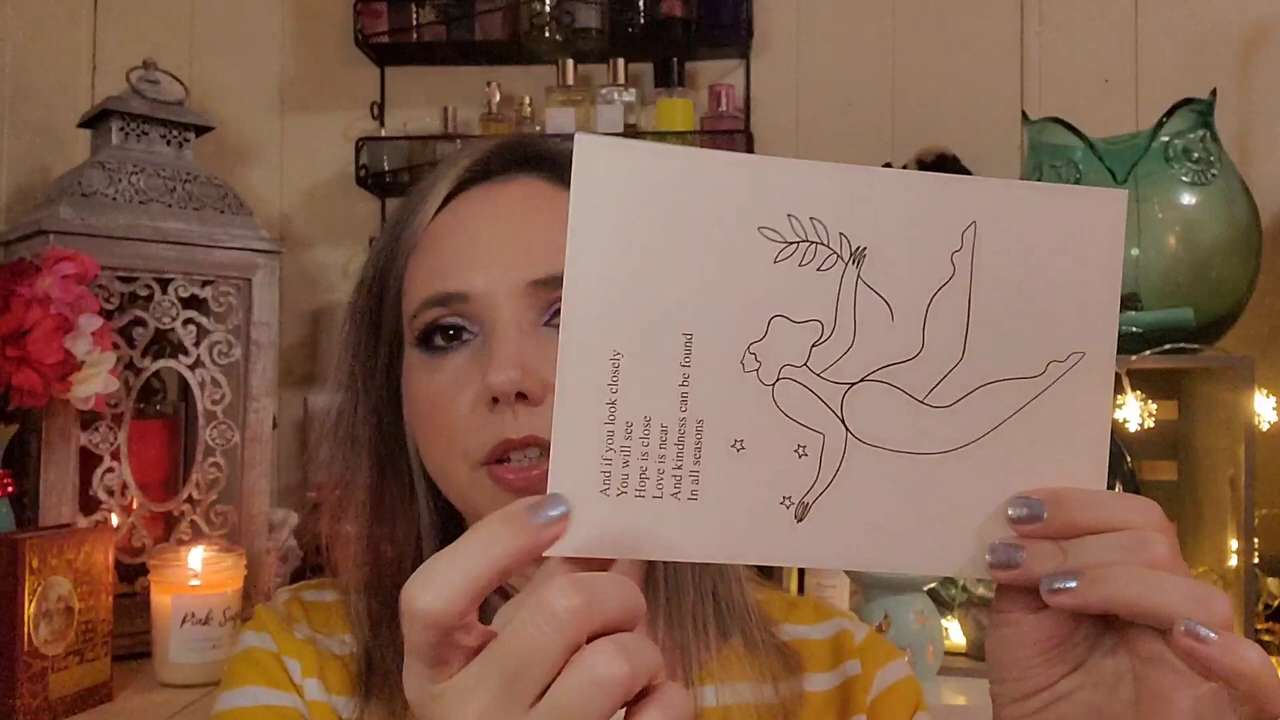 And if you look closely
You will see
Hope is close
Love is near
And kindness can be found
In all seasons
Pink